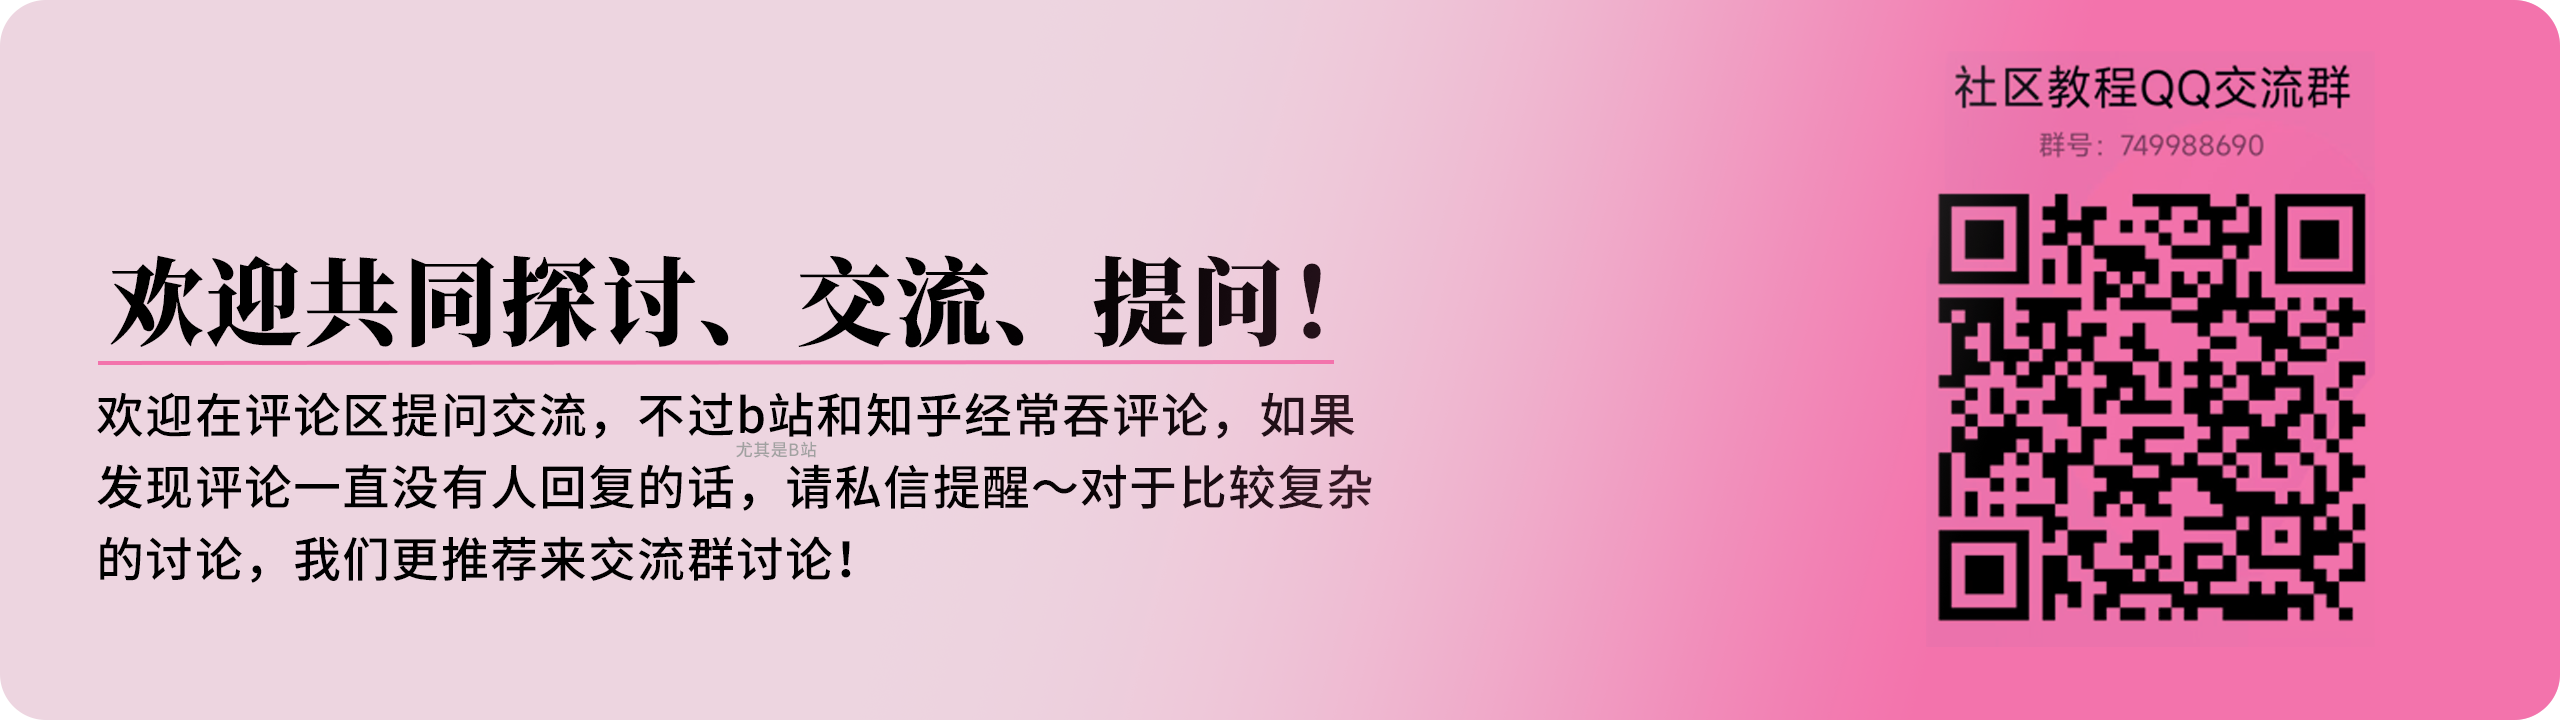 欢迎共同探讨、交流、提问！
欢迎在评论区提问交流，不过b站和知乎经常吞评论，如果
尤其是B站
发现评论一直没有人回复的话，请私信提醒～对于比较复杂
的讨论，我们更推荐来交流群讨论！
社区教程QQ交流群
群号：749988690